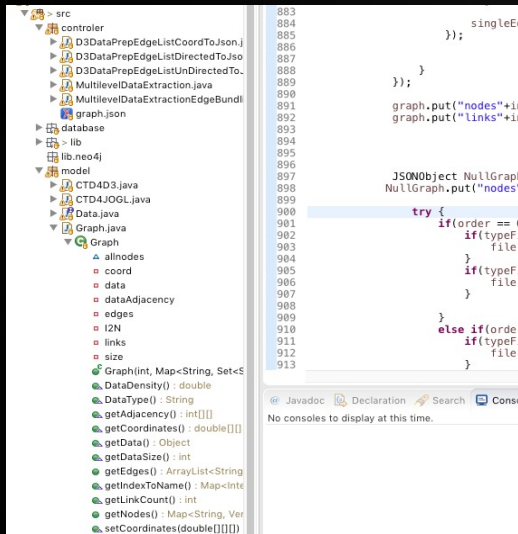 src
controler
D3DataPrepEdgeListCoordToJson.j
D3DataPrepEdgeListDirectedToJso
D3DataPrepEdgeListUnDirectedTo.
MultilevelDataExtraction.java
MultilevelDataExtractionEdgeBundl
graph.json
database
> lib
lib.neo4j
model
CTD4D3.java
CTD4JOGL.java
Data.java
Graph.java
Graph
allnodes
coord
data
dataAdjacency
edges
I2N
links
size
Graph(int, Map<String, Set<S
DataDensity() : double
DataType() : String
getAdjacency() : int[][]
getCoordinates() : double[][]
getData() : Object
getDataSize() : int
getEdges() : ArrayList<String
getIndexToName() : Map<Inte
getLinkCount() : int
getNodes() : Map<String, Ver
setCoordinates(double[][])
883
884 singleEd
885 });
886
887
888 }
889 });
890
891 graph.put("nodes"+in
892 graph.put("links"+in
893
894
895
896
897 JSONObject NullGraph
898 NullGraph.put("nodes"
899
900 try {
901 if(order == 
902 if(typeF
903 file
904 }
905 if(typeF
906 file
907 }
908
909 }
910 else if(orde
911 if(typeF
912 file
913 }
@ Javadoc Declaration Search Conso
No consoles to display at this time.